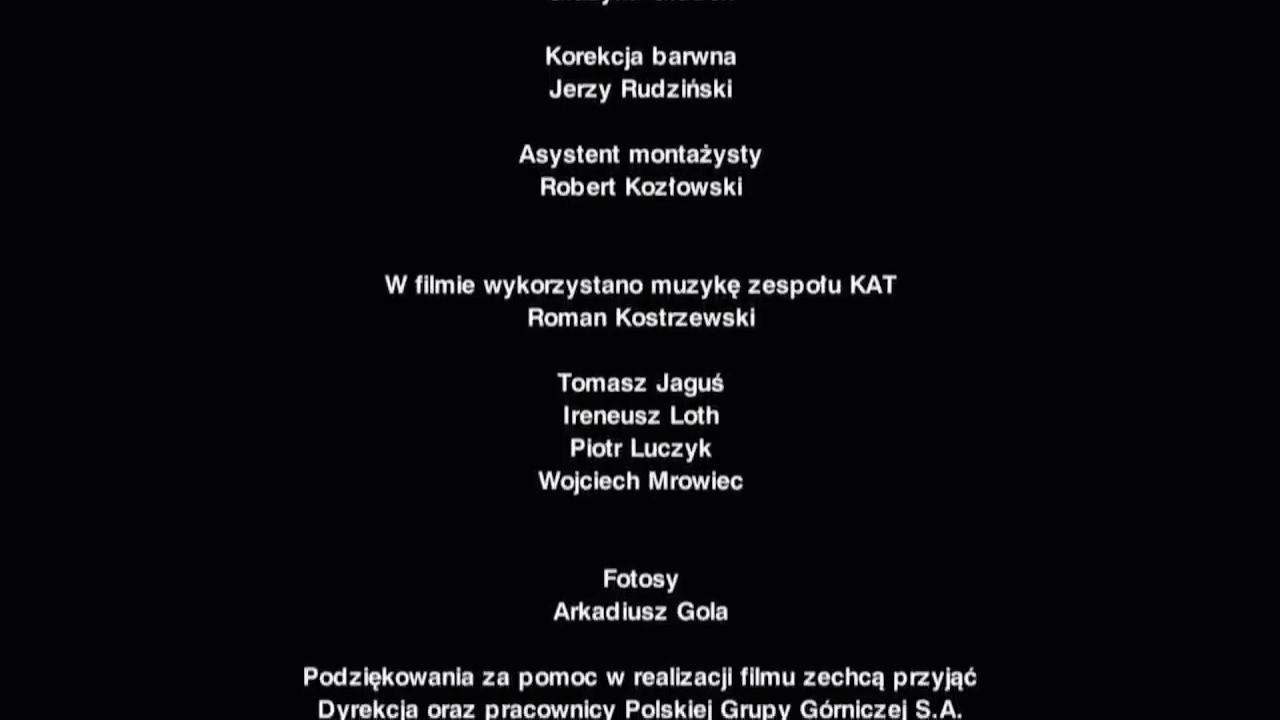 Korekcja barwna
Jerzy Rudziński
Asystent montażysty
Robert Kozłowski
W filmie wykorzystano muzykę zespołu KAT
Roman Kostrzewski
Tomasz Jaguś
Ireneusz Loth
Piotr Luczyk
Wojciech Mrowiec
Fotosy
Arkadiusz Gola
Podziękowania za pomoc w realizacji filmu zechcą przyjąć
Dyrekcja oraz pracownicy Polskiej Grupy Górniczej S.A.